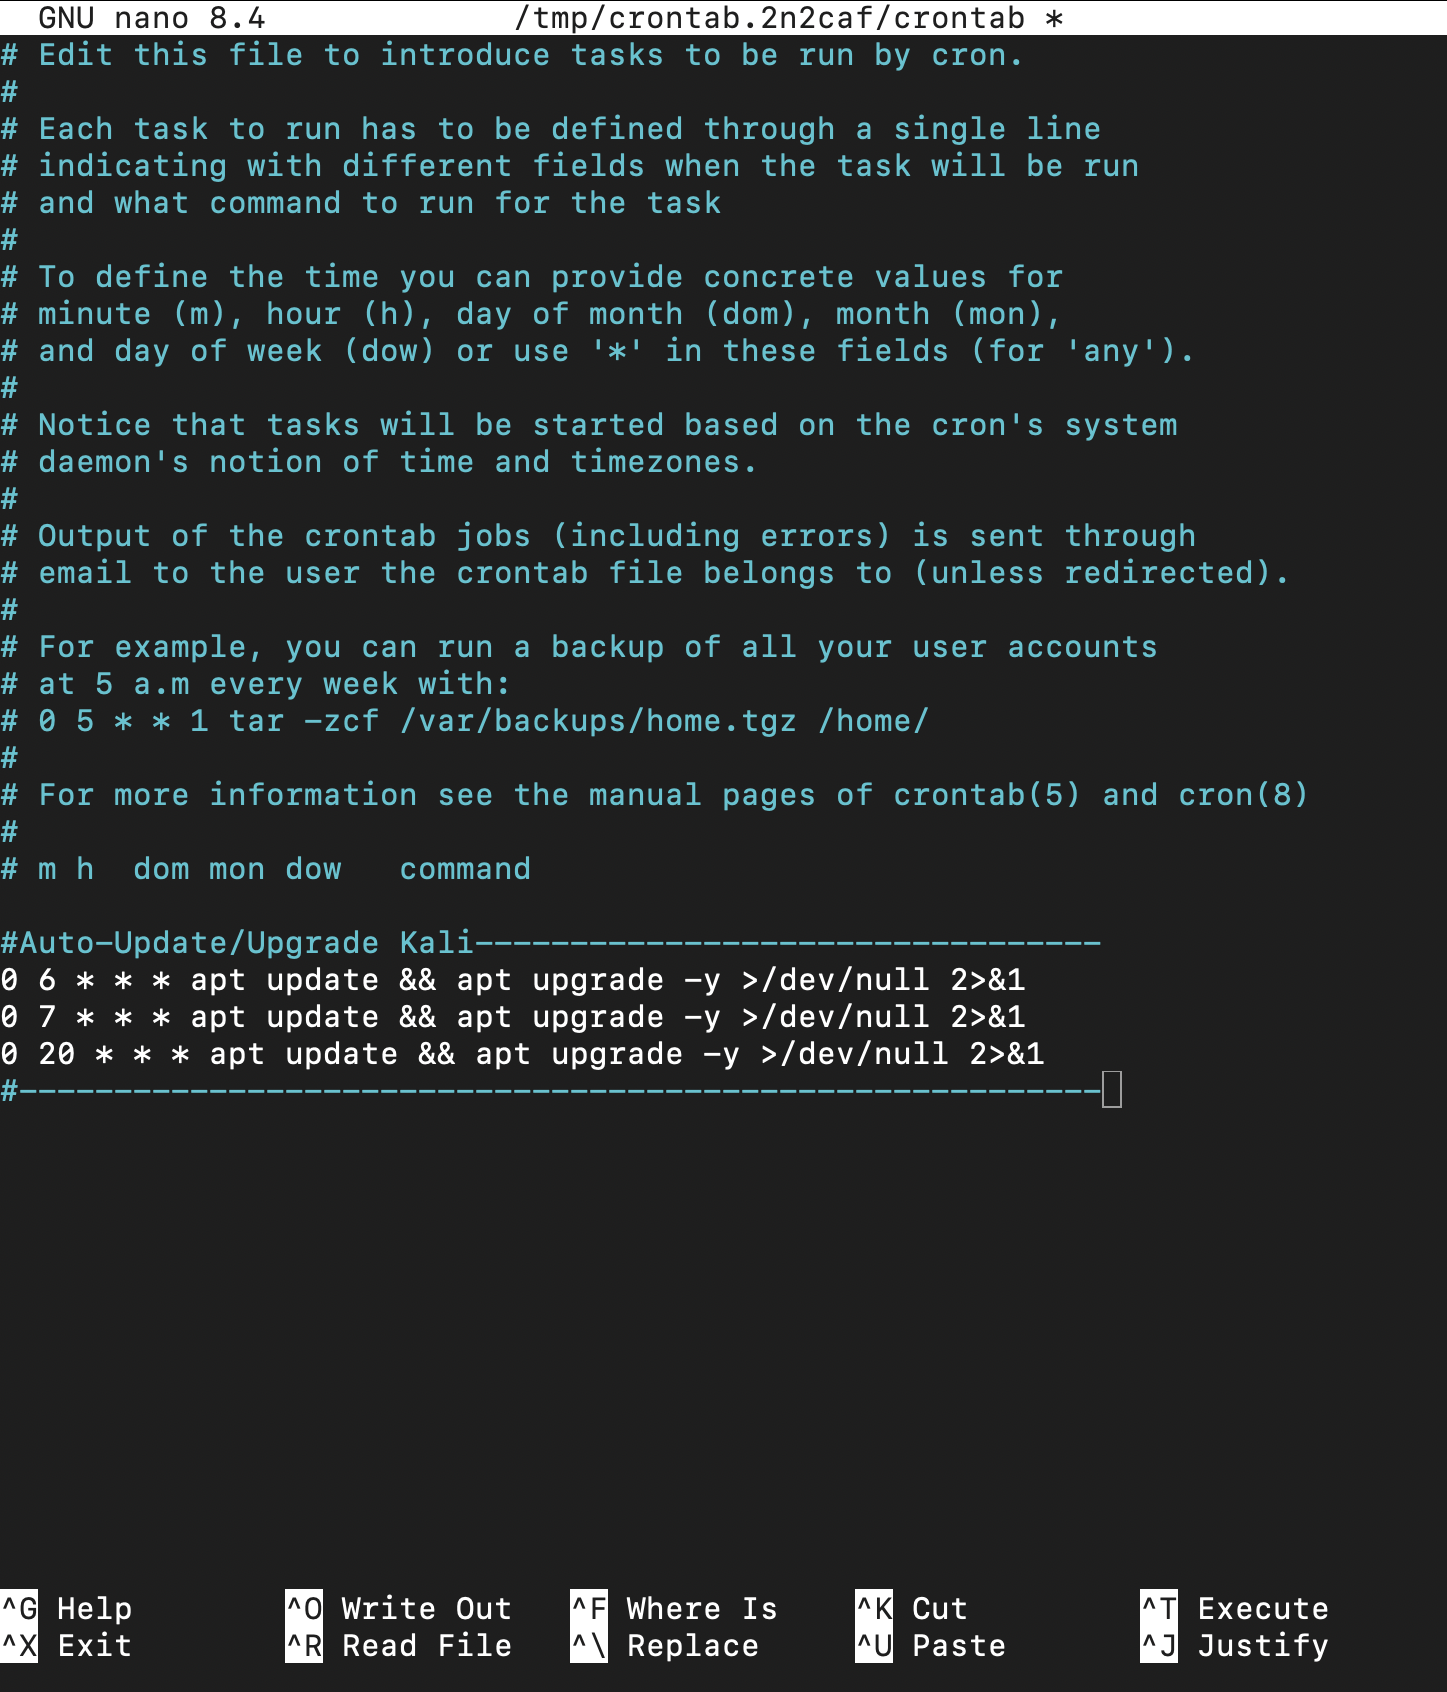 GNU nano 8.4 /tmp/crontab.2n2caf/crontab *
# Edit this file to introduce tasks to be run by cron.
#
# Each task to run has to be defined through a single line
# indicating with different fields when the task will be run
# and what command to run for the task
#
# To define the time you can provide concrete values for
# minute (m), hour (h), day of month (dom), month (mon),
# and day of week (dow) or use '*' in these fields (for 'any').
#
# Notice that tasks will be started based on the cron's system
# daemon's notion of time and timezones.
#
# Output of the crontab jobs (including errors) is sent through
# email to the user the crontab file belongs to (unless redirected).
#
# For example, you can run a backup of all your user accounts
# at 5 a.m every week with:
# 0 5 * * 1 tar -zcf /var/backups/home.tgz /home/
#
# For more information see the manual pages of crontab(5) and cron(8)
#
# m h  dom mon dow   command
#Auto-Update/Upgrade Kali---------------------------------
0 6 * * * apt update && apt upgrade -y >/dev/null 2>&1
0 7 * * * apt update && apt upgrade -y >/dev/null 2>&1
0 20 * * * apt update && apt upgrade -y >/dev/null 2>&1
#---------------------------------------------------------
^G Help ^O Write Out ^F Where Is ^K Cut ^T Execute
^X Exit ^R Read File ^\ Replace ^U Paste ^J Justify